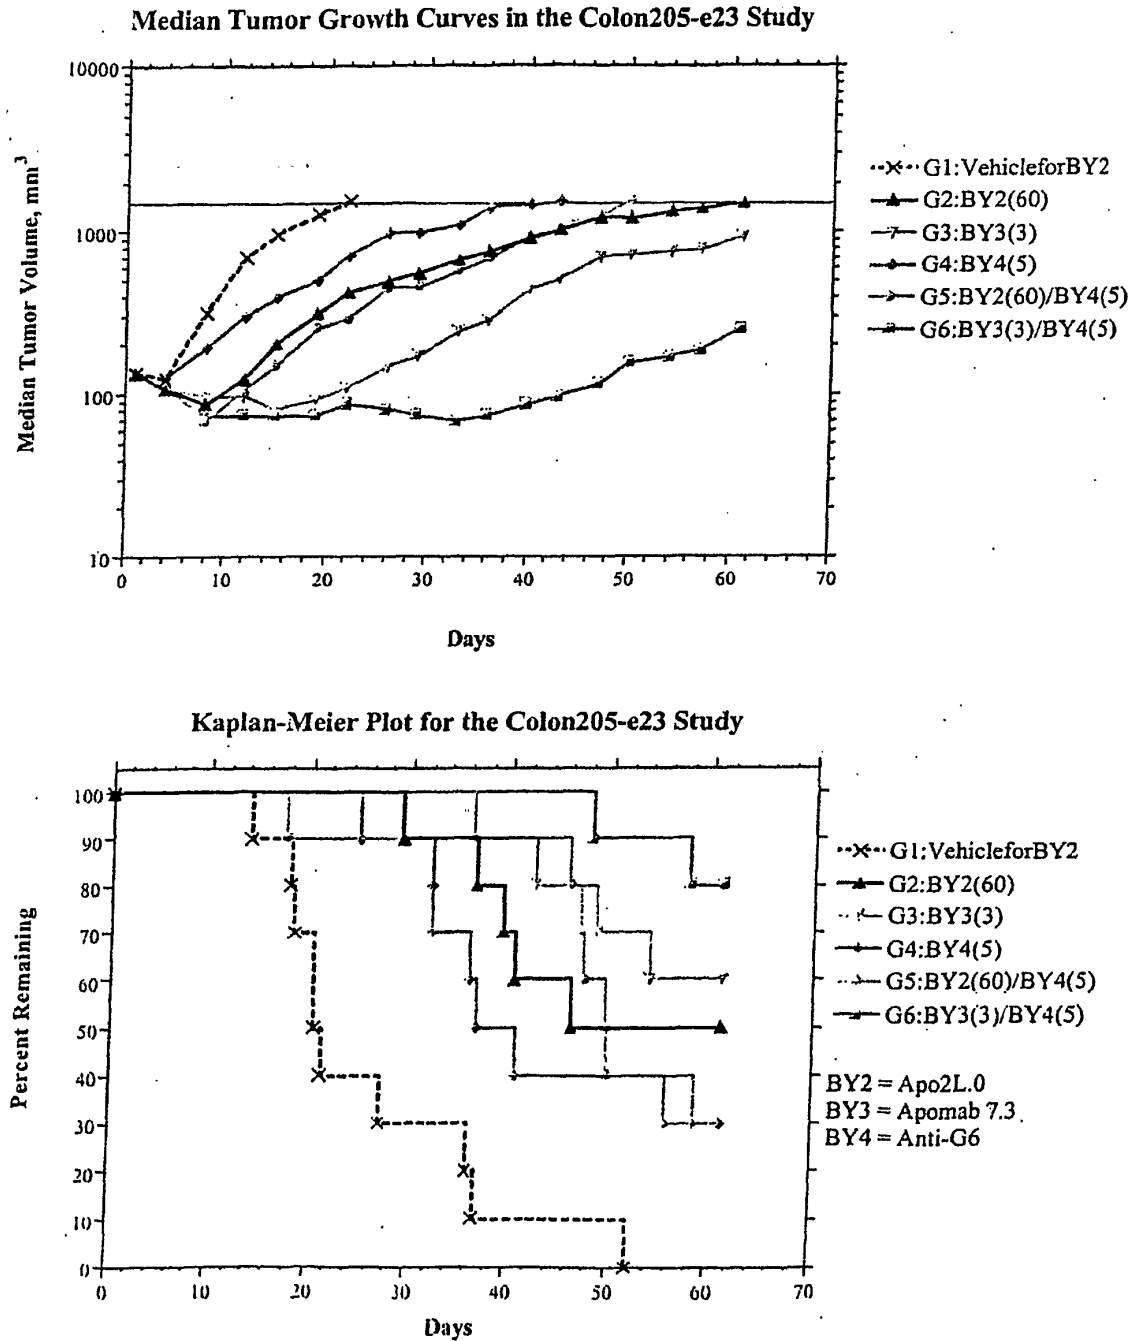 Median Tumor Growth Curves in the Colon205-e23 Study
10000
1000
100
10
Median Tumor Volume, mm³
0 10 20 30 40 50 60 70
Days
G1:VehicleforBY2
G2:BY2(60)
G3:BY3(3)
G4:BY4(5)
G5:BY2(60)/BY4(5)
G6:BY3(3)/BY4(5)
Kaplan-Meier Plot for the Colon205-e23 Study
100
90
80
70
60
50
40
30
20
10
0
Percent Remaining
0 10 20 30 40 50 60 70
Days
G1:VehicleforBY2
G2:BY2(60)
G3:BY3(3)
G4:BY4(5)
G5:BY2(60)/BY4(5)
G6:BY3(3)/BY4(5)
BY2 = Apo2L.0
BY3 = Apomab 7.3
BY4 = Anti-G6